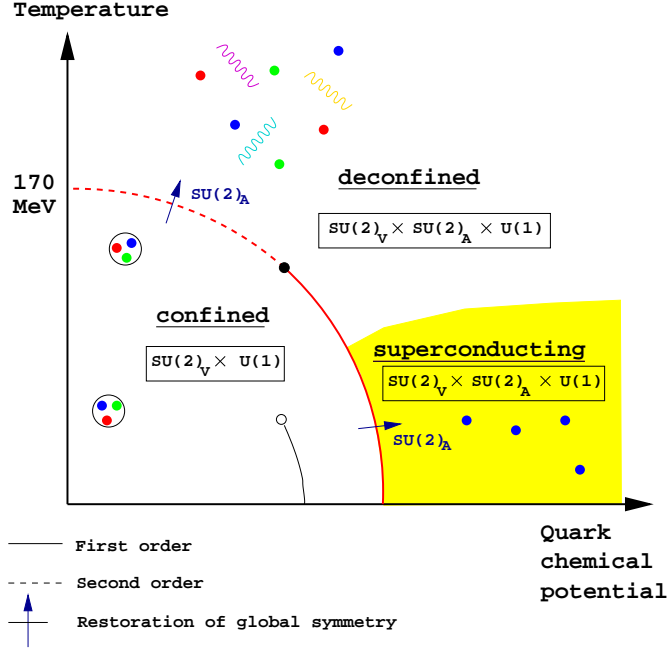 Temperature
170
MeV
SU(2)A
deconfined
SU(2)V × SU(2)A × U(1)
confined
SU(2)V × U(1)
superconducting
SU(2)V × SU(2)A × U(1)
SU(2)A
Quark
chemical
potential
First order
Second order
Restoration of global symmetry